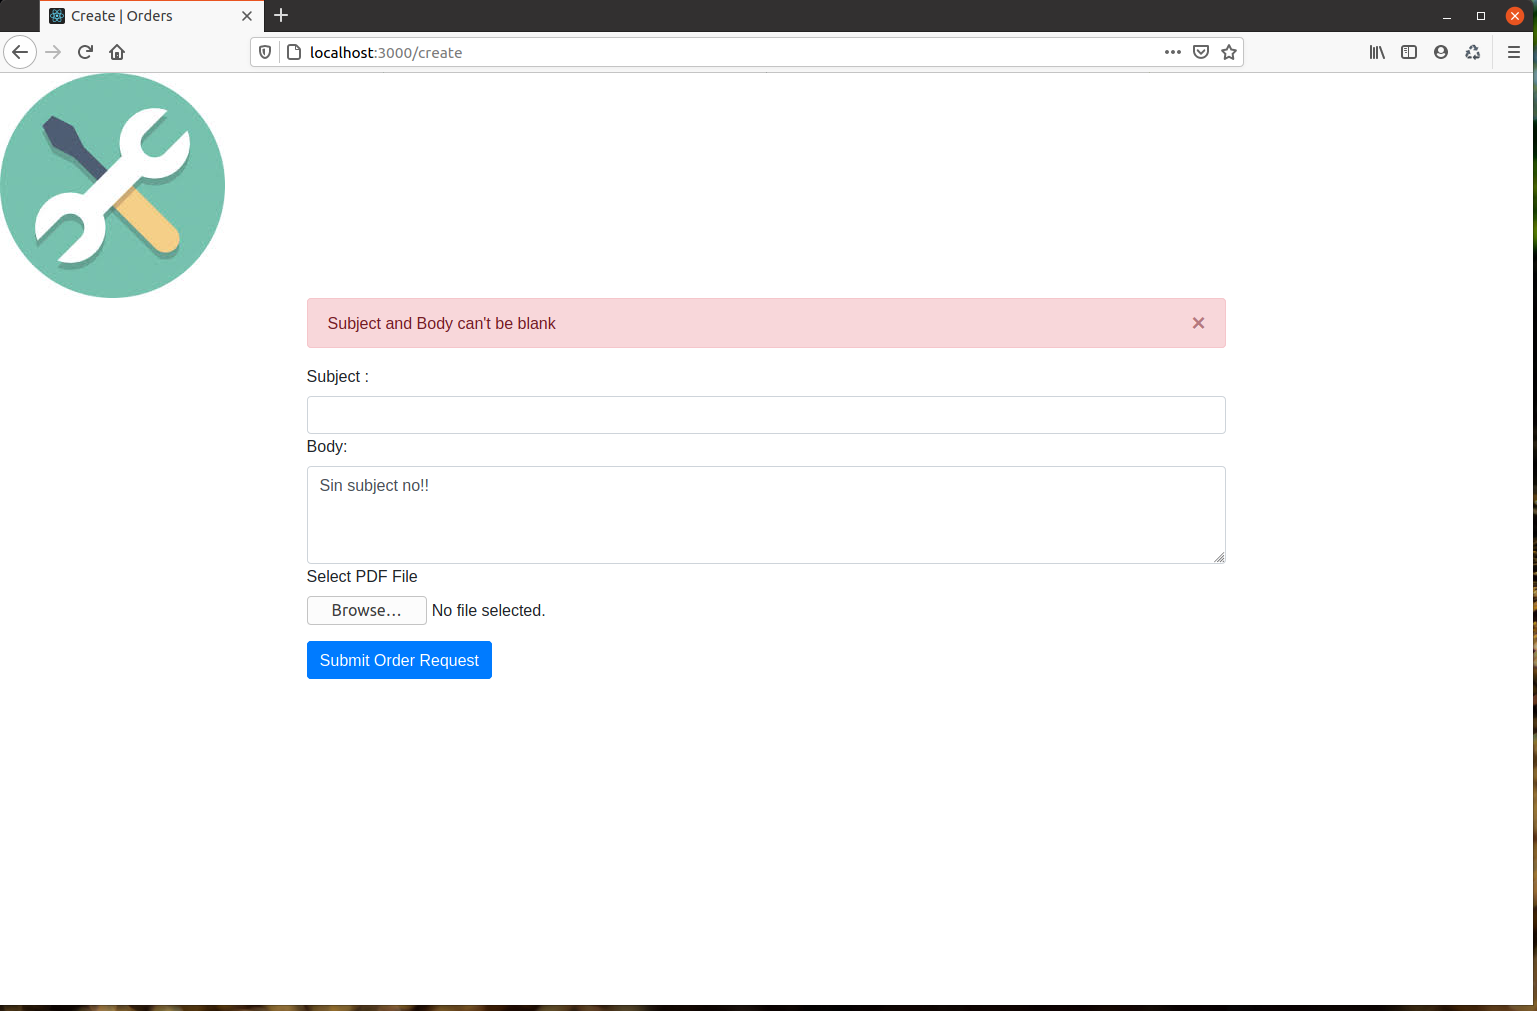 Create | Orders
localhost:3000/create
Subject and Body can't be blank
Subject :
Body:
Sin subject no!!
Select PDF File
Browse... No file selected.
Submit Order Request